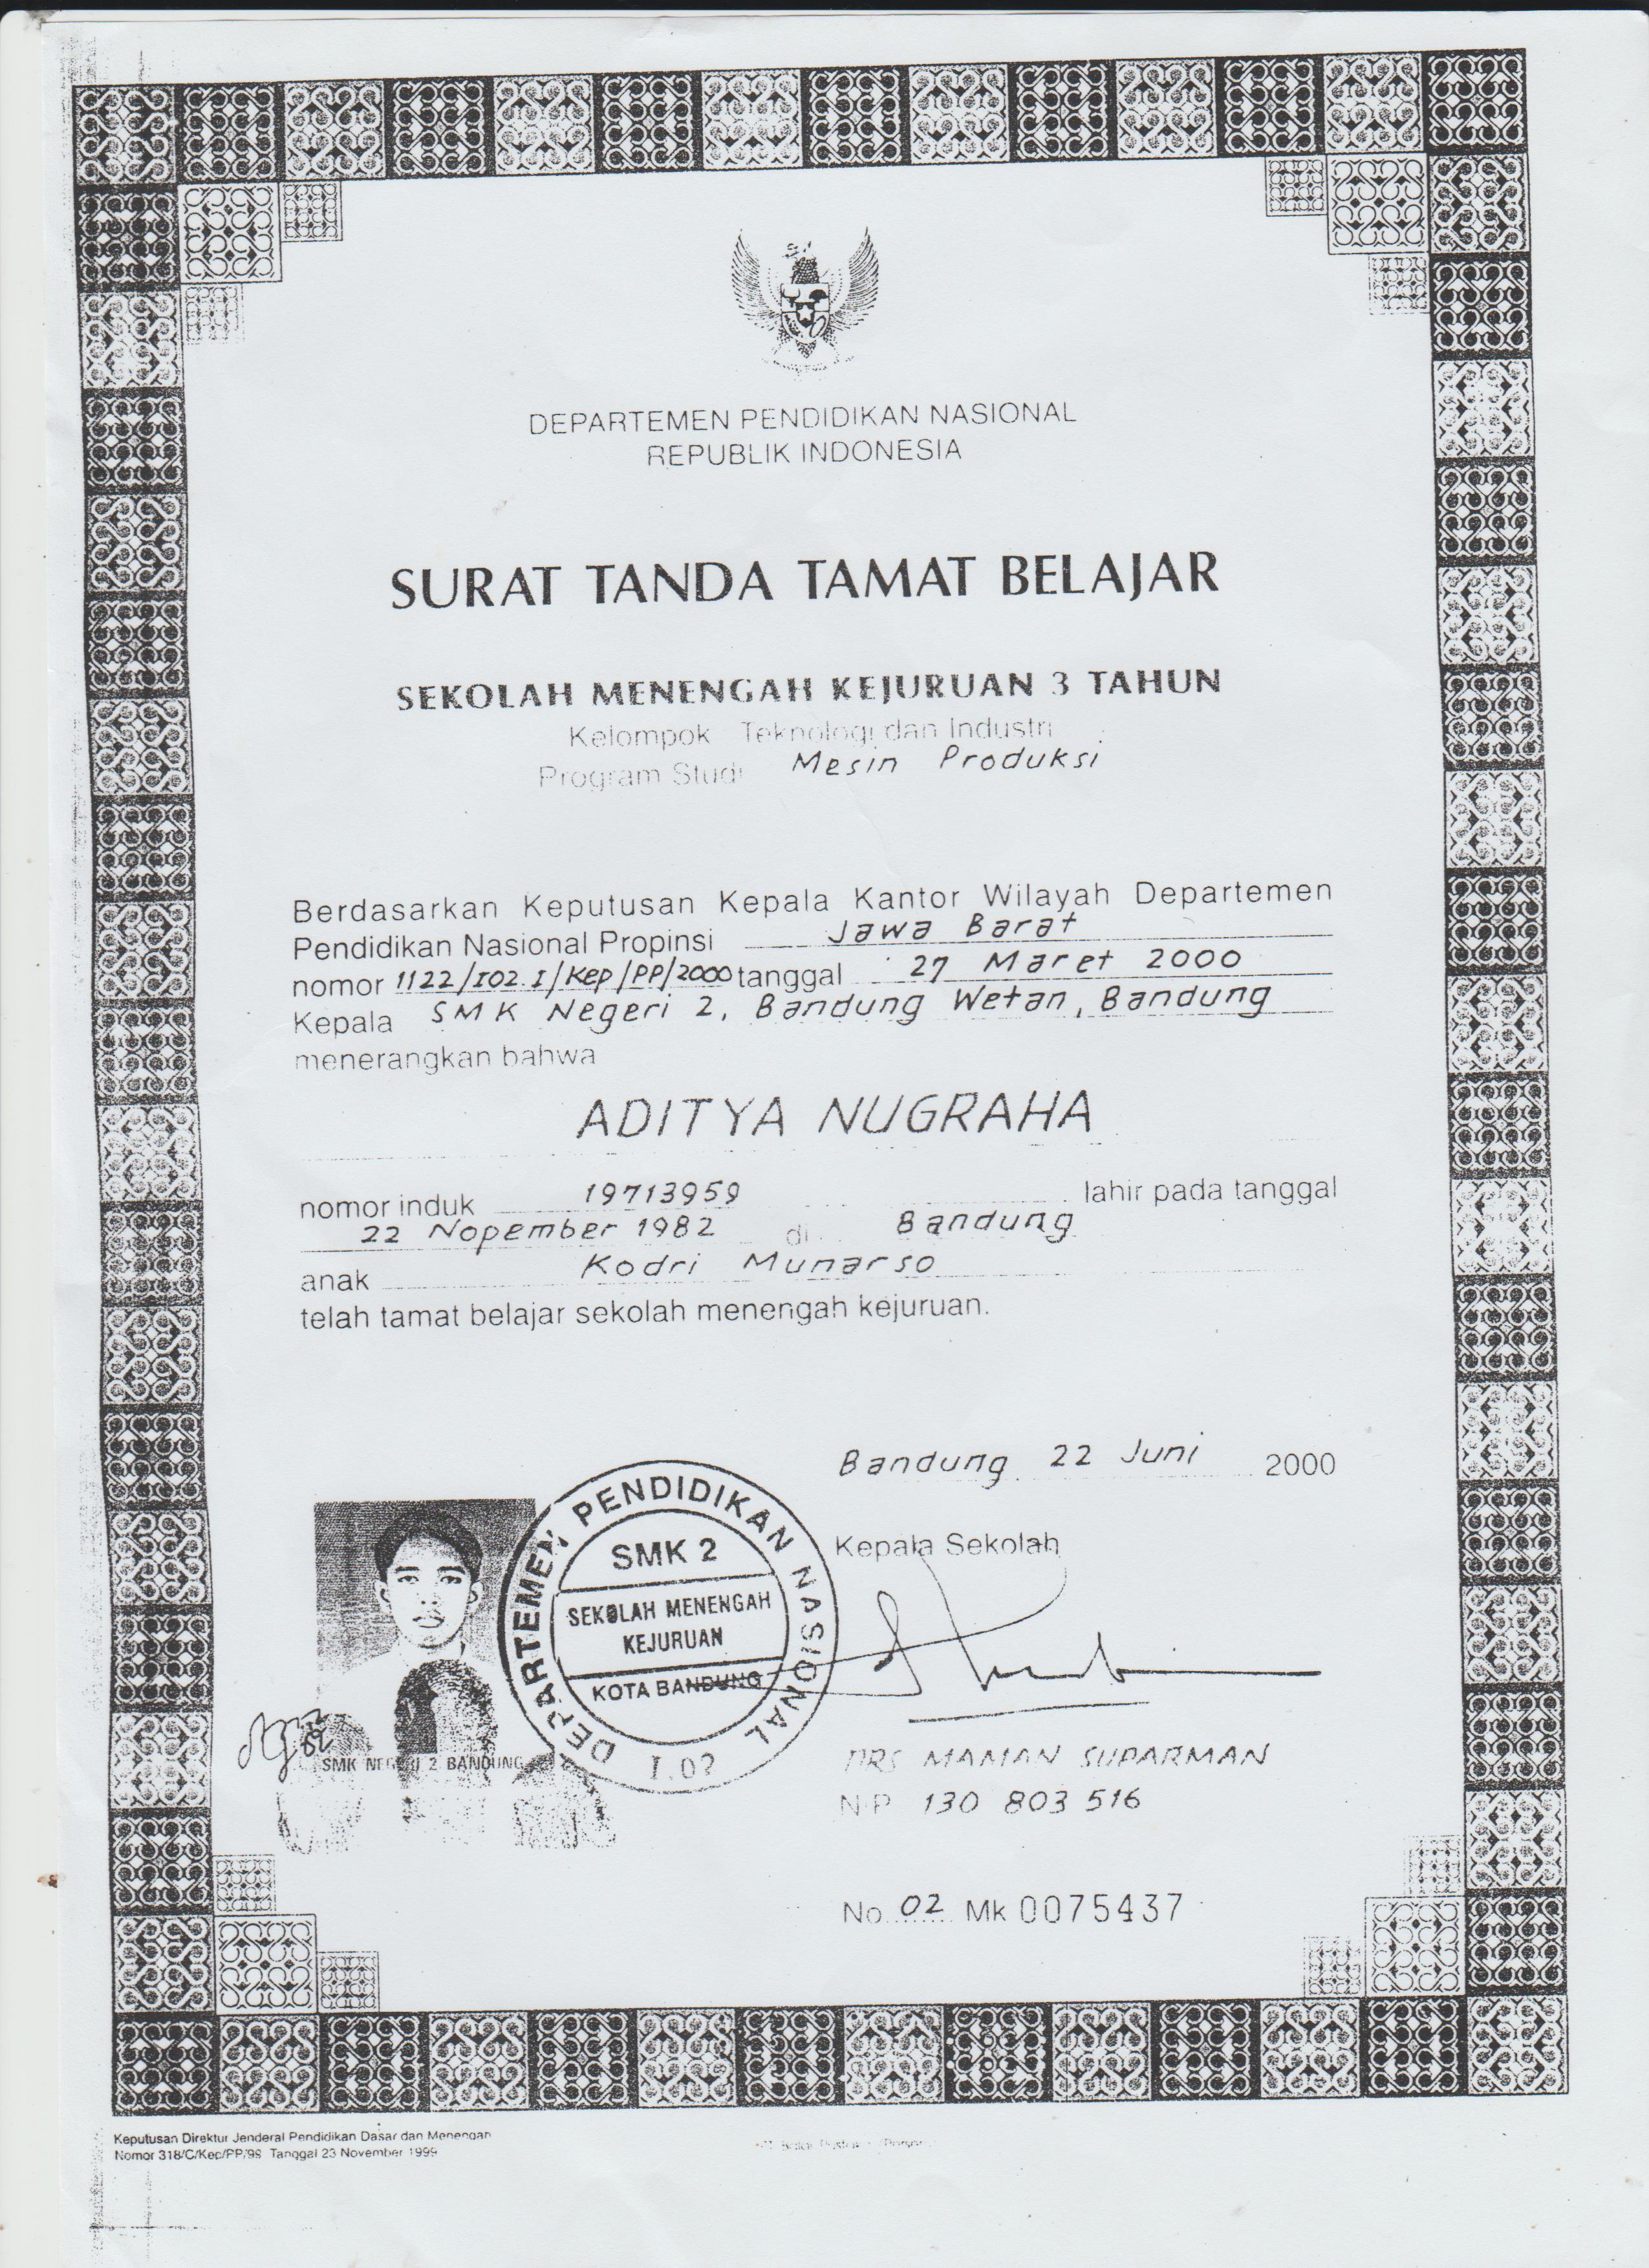 DEPARTEMEN PENDIDIKAN NASIONAL
REPUBLIK INDONESIA
SURAT TANDA TAMAT BELAJAR
SEKOLAH MENENGAH KEJURUAN 3 TAHUN
Kelompok Teknologi dan Industri
Program Studi Mesin Produksi
Berdasarkan Keputusan Kepala Kantor Wilayah Departemen
Pendidikan Nasional Propinsi Jawa Barat
nomor 1122/I02.I/Kep/PP/2000 tanggal 27 Maret 2000
Kepala SMK Negeri 2, Bandung Wetan, Bandung
menerangkan bahwa
ADITYA NUGRAHA
nomor induk 19713959 lahir pada tanggal
22 Nopember 1982 di Bandung
anak Kodri Munarso
telah tamat belajar sekolah menengah kejuruan.
Bandung 22 Juni 2000
Kepala Sekolah
DEPARTEMEN PENDIDIKAN NASIONAL
SMK 2
SEKOLAH MENENGAH
KEJURUAN
KOTA BANDUNG
I.02
SMK NEGERI 2 BANDUNG
DRS MAMAN SUPARMAN
NIP 130 803 516
No. 02 Mk 0075437
Keputusan Direktur Jenderal Pendidikan Dasar dan Menengah
Nomor 318/C/Kep/PP/99 Tanggal 23 November 1999